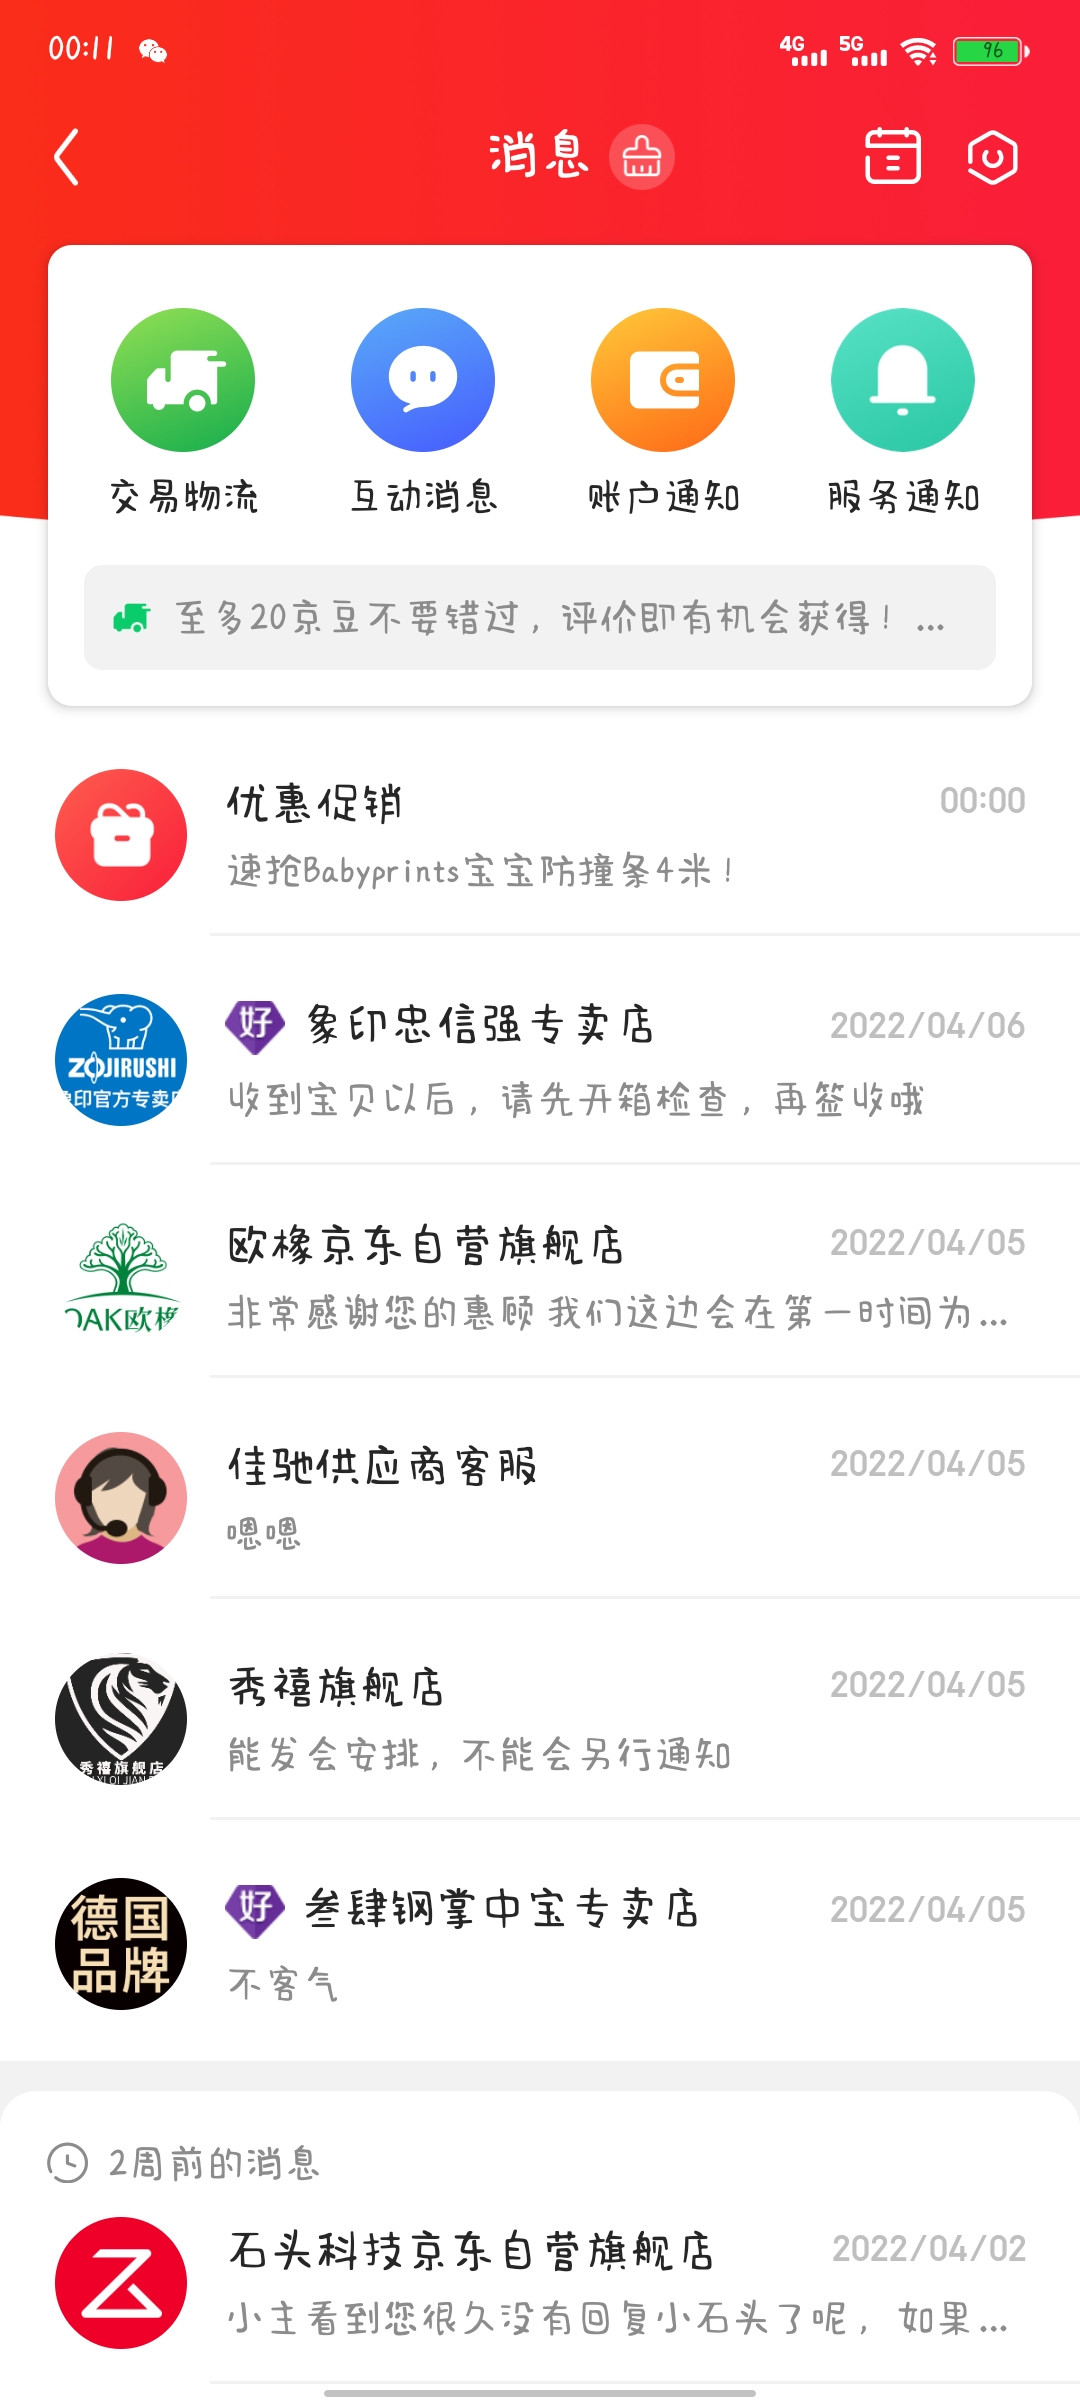 00:11
4G 5G 96
消息
交易物流 互动消息 账户通知 服务通知
至多20京豆不要错过，评价即有机会获得！...
优惠促销 00:00
速抢Babyprints宝宝防撞条4米！
ZOJIRUSHI
象印官方专卖店
好 象印忠信强专卖店 2022/04/06
收到宝贝以后，请先开箱检查，再签收哦
OAK欧橡
欧橡京东自营旗舰店 2022/04/05
非常感谢您的惠顾 我们这边会在第一时间为...
佳驰供应商客服 2022/04/05
嗯嗯
秀禧旗舰店
秀禧旗舰店 2022/04/05
能发会安排，不能会另行通知
德国
品牌
好 叁肆钢掌中宝专卖店 2022/04/05
不客气
2周前的消息
石头科技京东自营旗舰店 2022/04/02
小主看到您很久没有回复小石头了呢，如果...